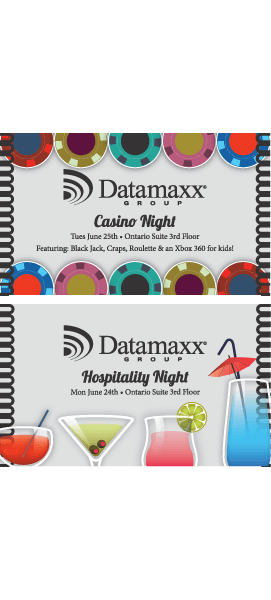 Datamaxx®
GROUP
Casino Night
Tues June 25th • Ontario Suite 3rd Floor
Featuring: Black Jack, Craps, Roulette & an Xbox 360 for kids!
Datamaxx®
GROUP
Hospitality Night
Mon June 24th • Ontario Suite 3rd Floor